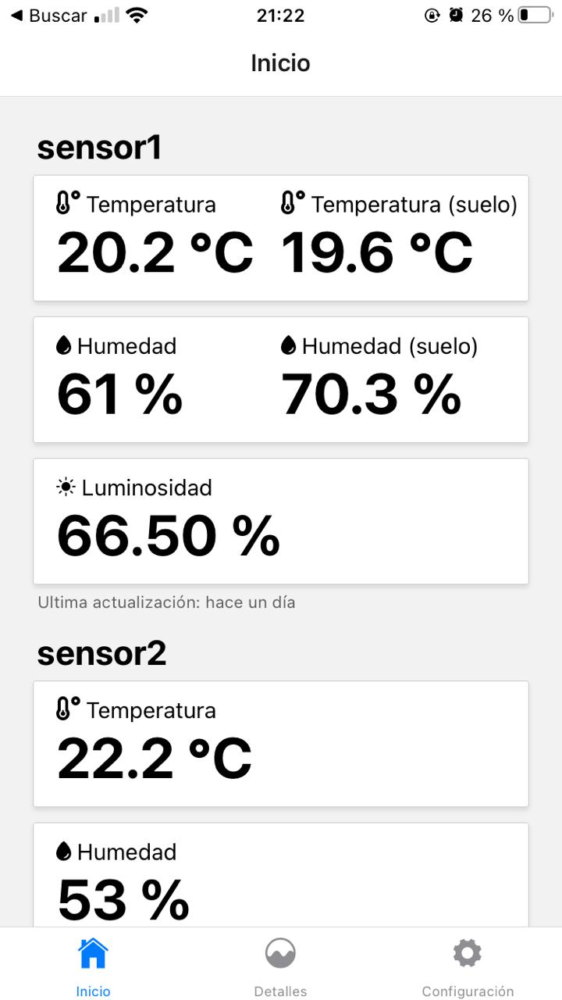 Buscar 21:22 26 %
Inicio
sensor1
Temperatura Temperatura (suelo)
20.2 °C 19.6 °C
Humedad Humedad (suelo)
61 % 70.3 %
Luminosidad
66.50 %
Ultima actualización: hace un día
sensor2
Temperatura
22.2 °C
Humedad
53 %
Inicio Detalles Configuración